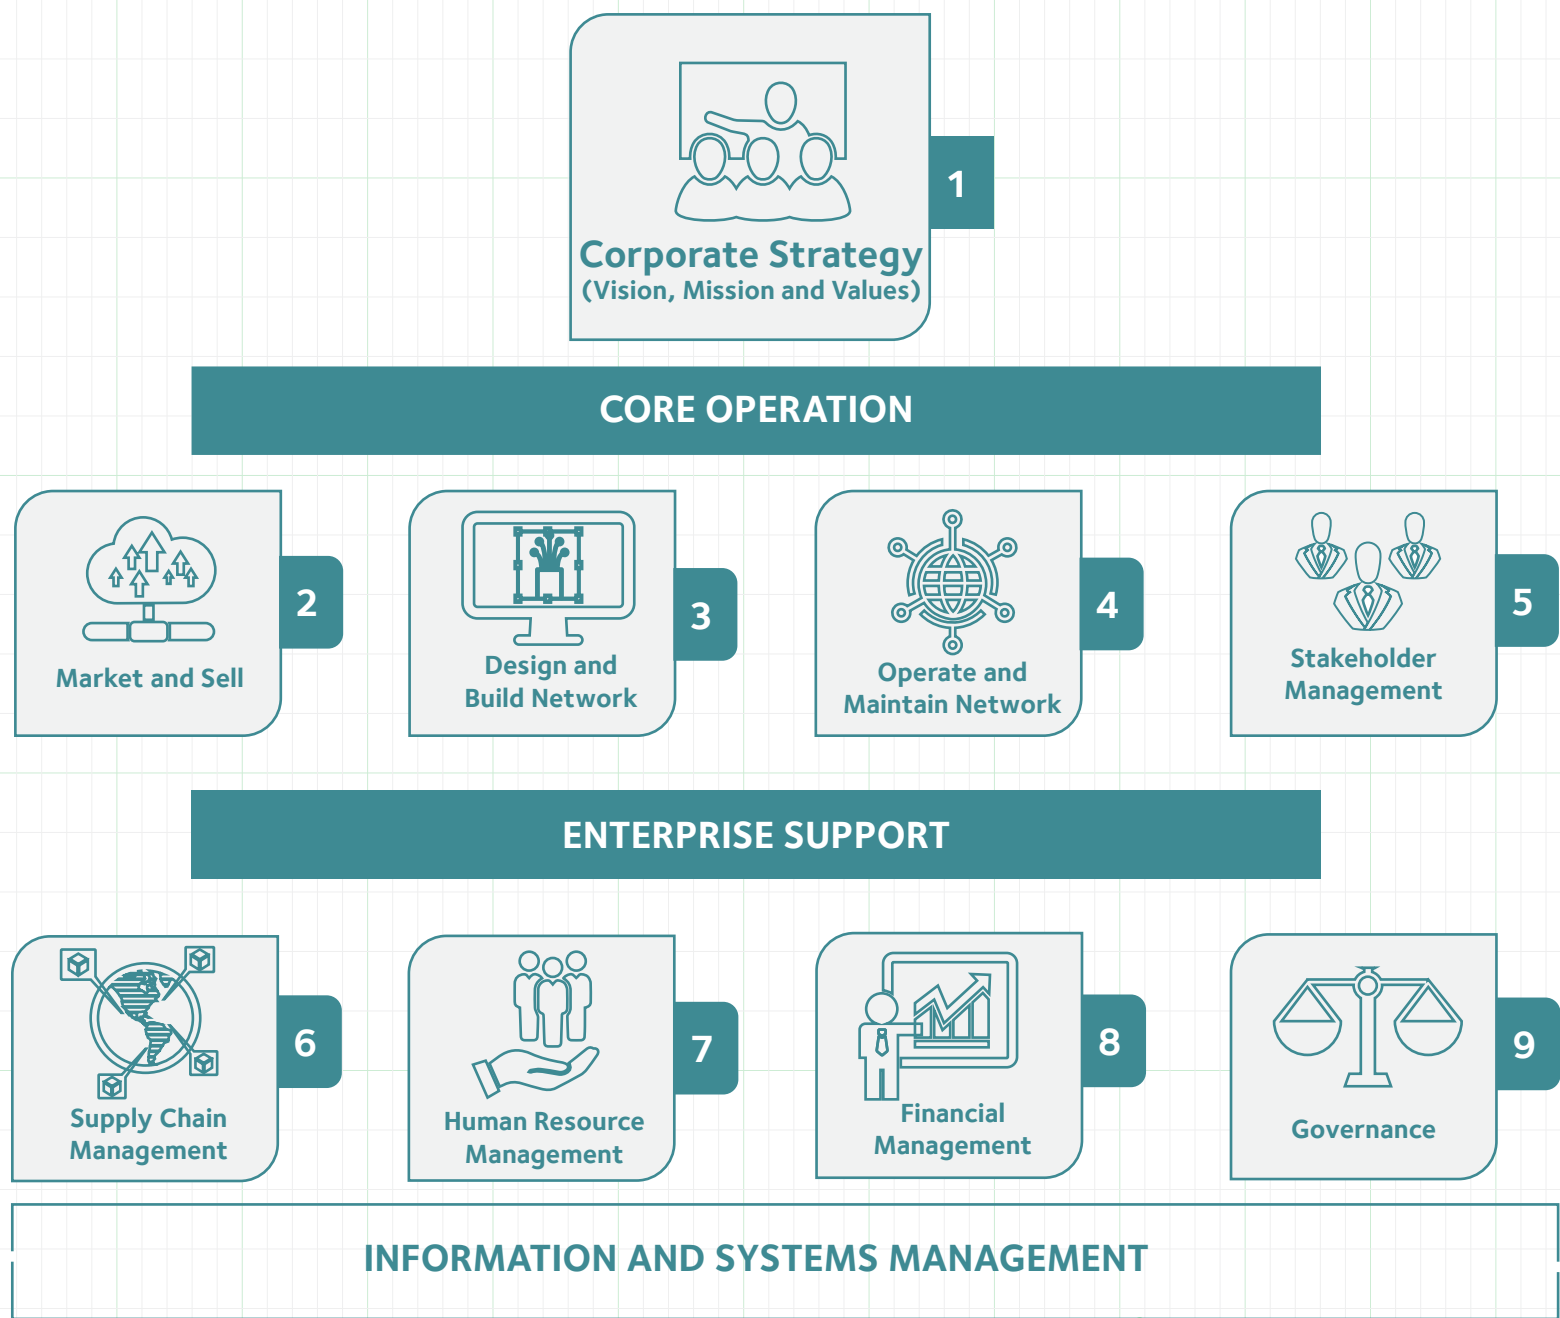 1
Corporate Strategy
(Vision, Mission and Values)
CORE OPERATION
2
Market and Sell
3
Design and
Build Network
4
Operate and
Maintain Network
5
Stakeholder
Management
ENTERPRISE SUPPORT
6
Supply Chain
Management
7
Human Resource
Management
8
Financial
Management
9
Governance
INFORMATION AND SYSTEMS MANAGEMENT